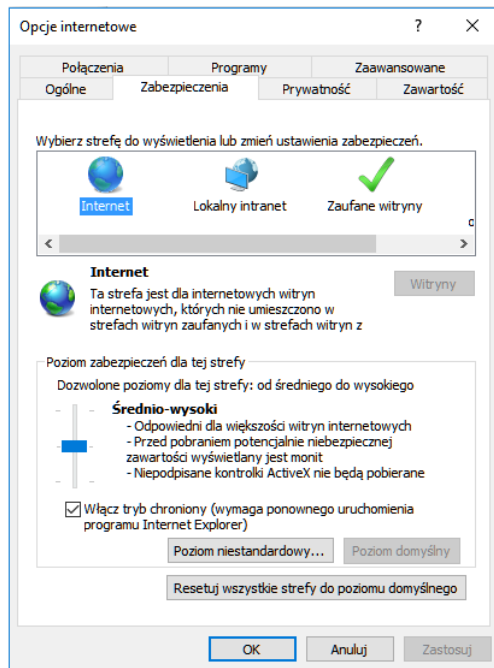 Opcje internetowe ? ×
Połączenia Programy Zaawansowane
Ogólne Zabezpieczenia Prywatność Zawartość
Wybierz strefę do wyświetlenia lub zmień ustawienia zabezpieczeń.
Internet Lokalny intranet Zaufane witryny
Internet
Ta strefa jest dla internetowych witryn
internetowych, których nie umieszczono w
strefach witryn zaufanych i w strefach witryn z
Witryny
Poziom zabezpieczeń dla tej strefy
Dozwolone poziomy dla tej strefy: od średniego do wysokiego
Średnio-wysoki
- Odpowiedni dla większości witryn internetowych
- Przed pobraniem potencjalnie niebezpiecznej
zawartości wyświetlany jest monit
- Niepodpisane kontrolki ActiveX nie będą pobierane
Włącz tryb chroniony (wymaga ponownego uruchomienia
programu Internet Explorer)
Poziom niestandardowy... Poziom domyślny
Resetuj wszystkie strefy do poziomu domyślnego
OK Anuluj Zastosuj